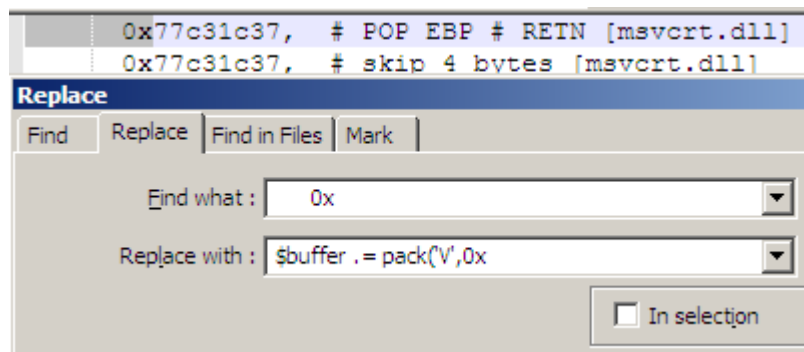 0x77c31c37,  # POP EBP # RETN [msvcrt.dll]
0x77c31c37,  # skip 4 bytes [msvcrt.dll]
Replace
Find Replace Find in Files Mark
Find what : 0x
Replace with : $buffer .= pack('V',0x
In selection